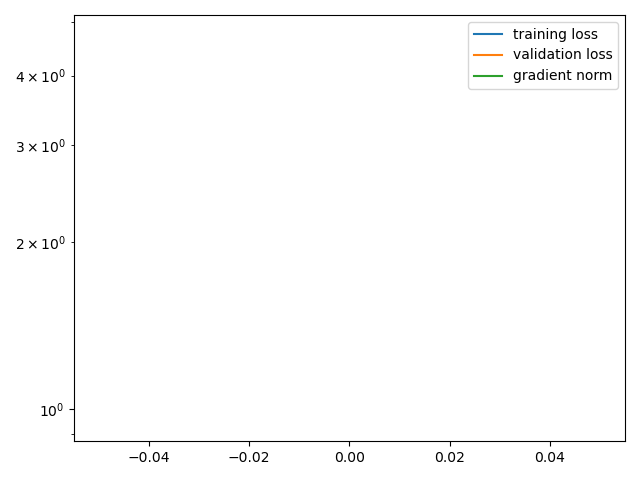 training loss
validation loss
gradient norm
4 × 10⁰
3 × 10⁰
2 × 10⁰
10⁰
−0.04 −0.02 0.00 0.02 0.04